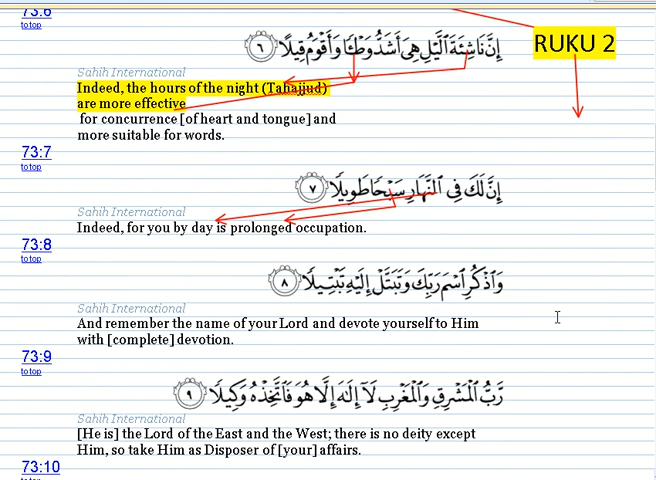 73:6
to top
إِنَّ نَاشِئَةَ ٱلَّيْلِ هِىَ أَشَدُّ وَطْـًٔا وَأَقْوَمُ قِيلًا ﴿٦﴾
RUKU 2
Sahih International
Indeed, the hours of the night (Tahajjud)
are more effective
for concurrence [of heart and tongue] and
more suitable for words.
73:7
to top
إِنَّ لَكَ فِى ٱلنَّهَارِ سَبْحًا طَوِيلًا ﴿٧﴾
Sahih International
Indeed, for you by day is prolonged occupation.
73:8
to top
وَٱذْكُرِ ٱسْمَ رَبِّكَ وَتَبَتَّلْ إِلَيْهِ تَبْتِيلًا ﴿٨﴾
Sahih International
And remember the name of your Lord and devote yourself to Him
with [complete] devotion.
73:9
to top
رَّبُّ ٱلْمَشْرِقِ وَٱلْمَغْرِبِ لَآ إِلَـٰهَ إِلَّا هُوَ فَٱتَّخِذْهُ وَكِيلًا ﴿٩﴾
Sahih International
[He is] the Lord of the East and the West; there is no deity except
Him, so take Him as Disposer of [your] affairs.
73:10